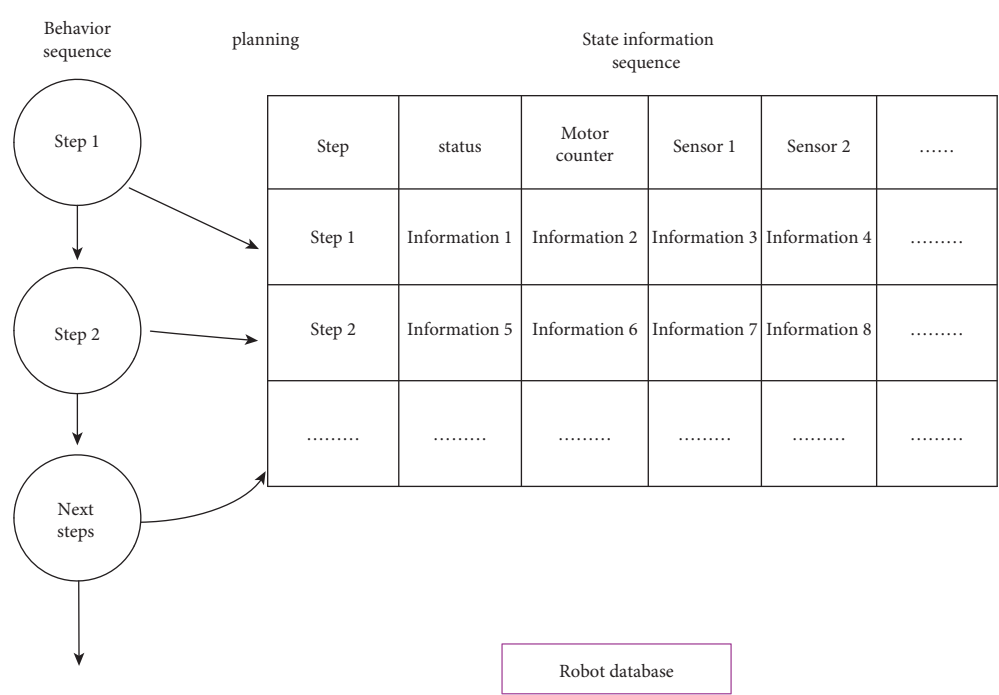 Behavior
sequence
planning
State information
sequence
Step 1
Step 2
Next
steps
Step
status
Motor
counter
Sensor 1
Sensor 2
......
Step 1
Information 1
Information 2
Information 3
Information 4
.........
Step 2
Information 5
Information 6
Information 7
Information 8
.........
.........
.........
.........
.........
.........
.........
Robot database